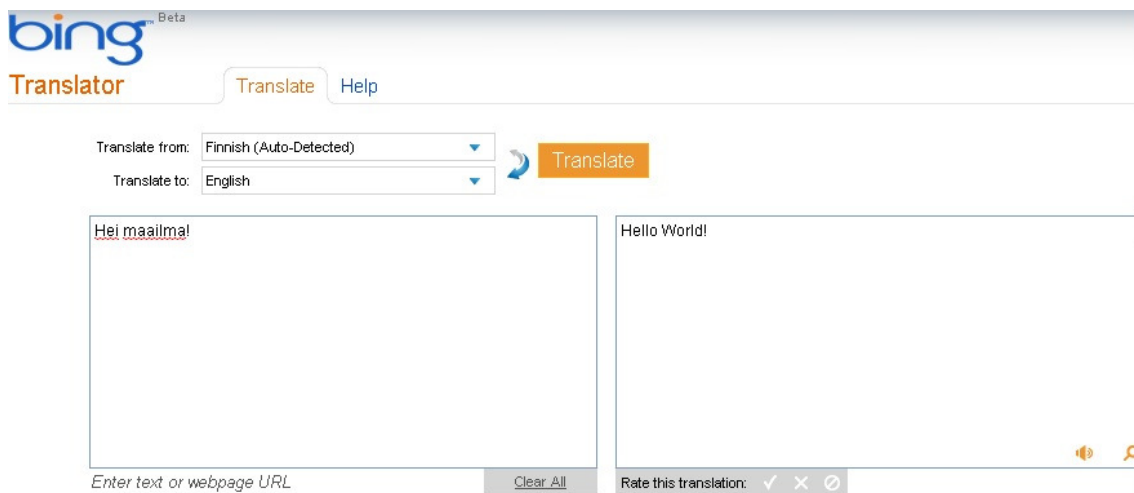 bing Beta
Translator Translate Help
Translate from: Finnish (Auto-Detected)
Translate
Translate to: English
Hei maailma!
Hello World!
Enter text or webpage URL
Clear All
Rate this translation: